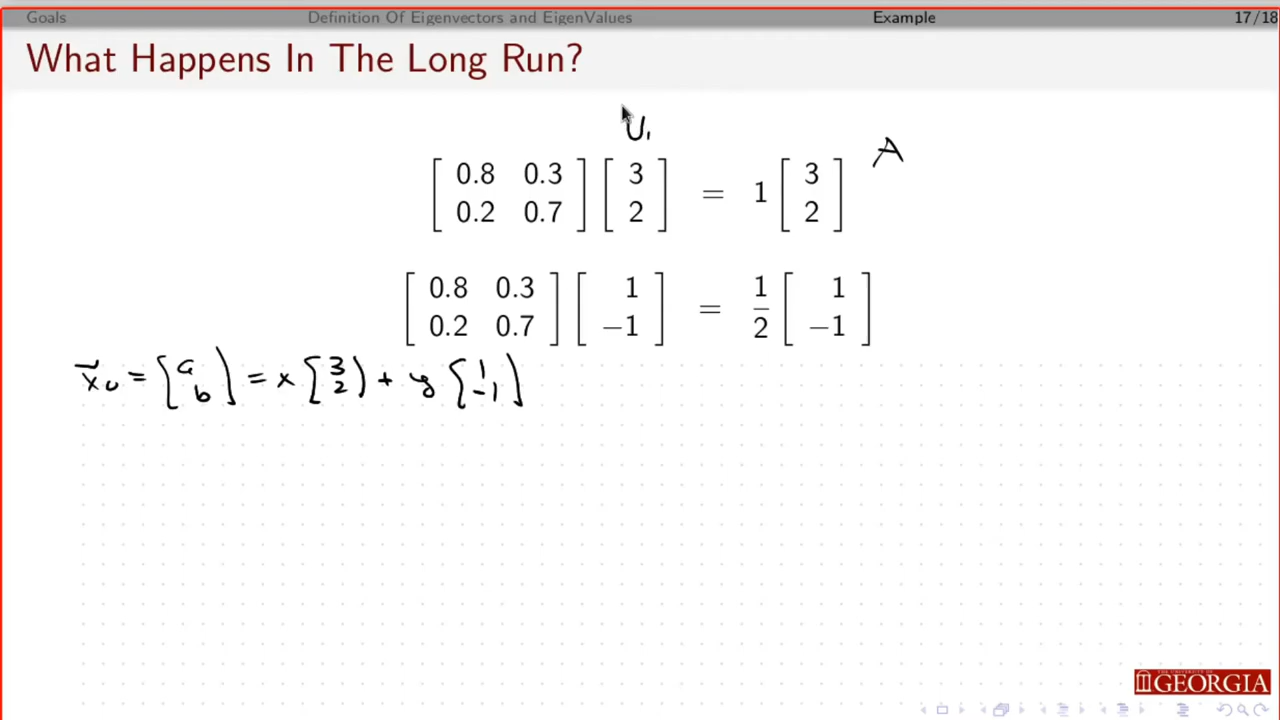 Goals Definition Of Eigenvectors and EigenValues Example 17/18
What Happens In The Long Run?
U₁
A
[ 0.8 0.3 ] [ 3 ] = 1 [ 3 ]
[ 0.2 0.7 ] [ 2 ] [ 2 ]
[ 0.8 0.3 ] [ 1 ] = 1/2 [ 1 ]
[ 0.2 0.7 ] [ −1 ] [ −1 ]
x₀ = [ a b ] = x [ 3 2 ] + y [ 1 −1 ]
GEORGIA